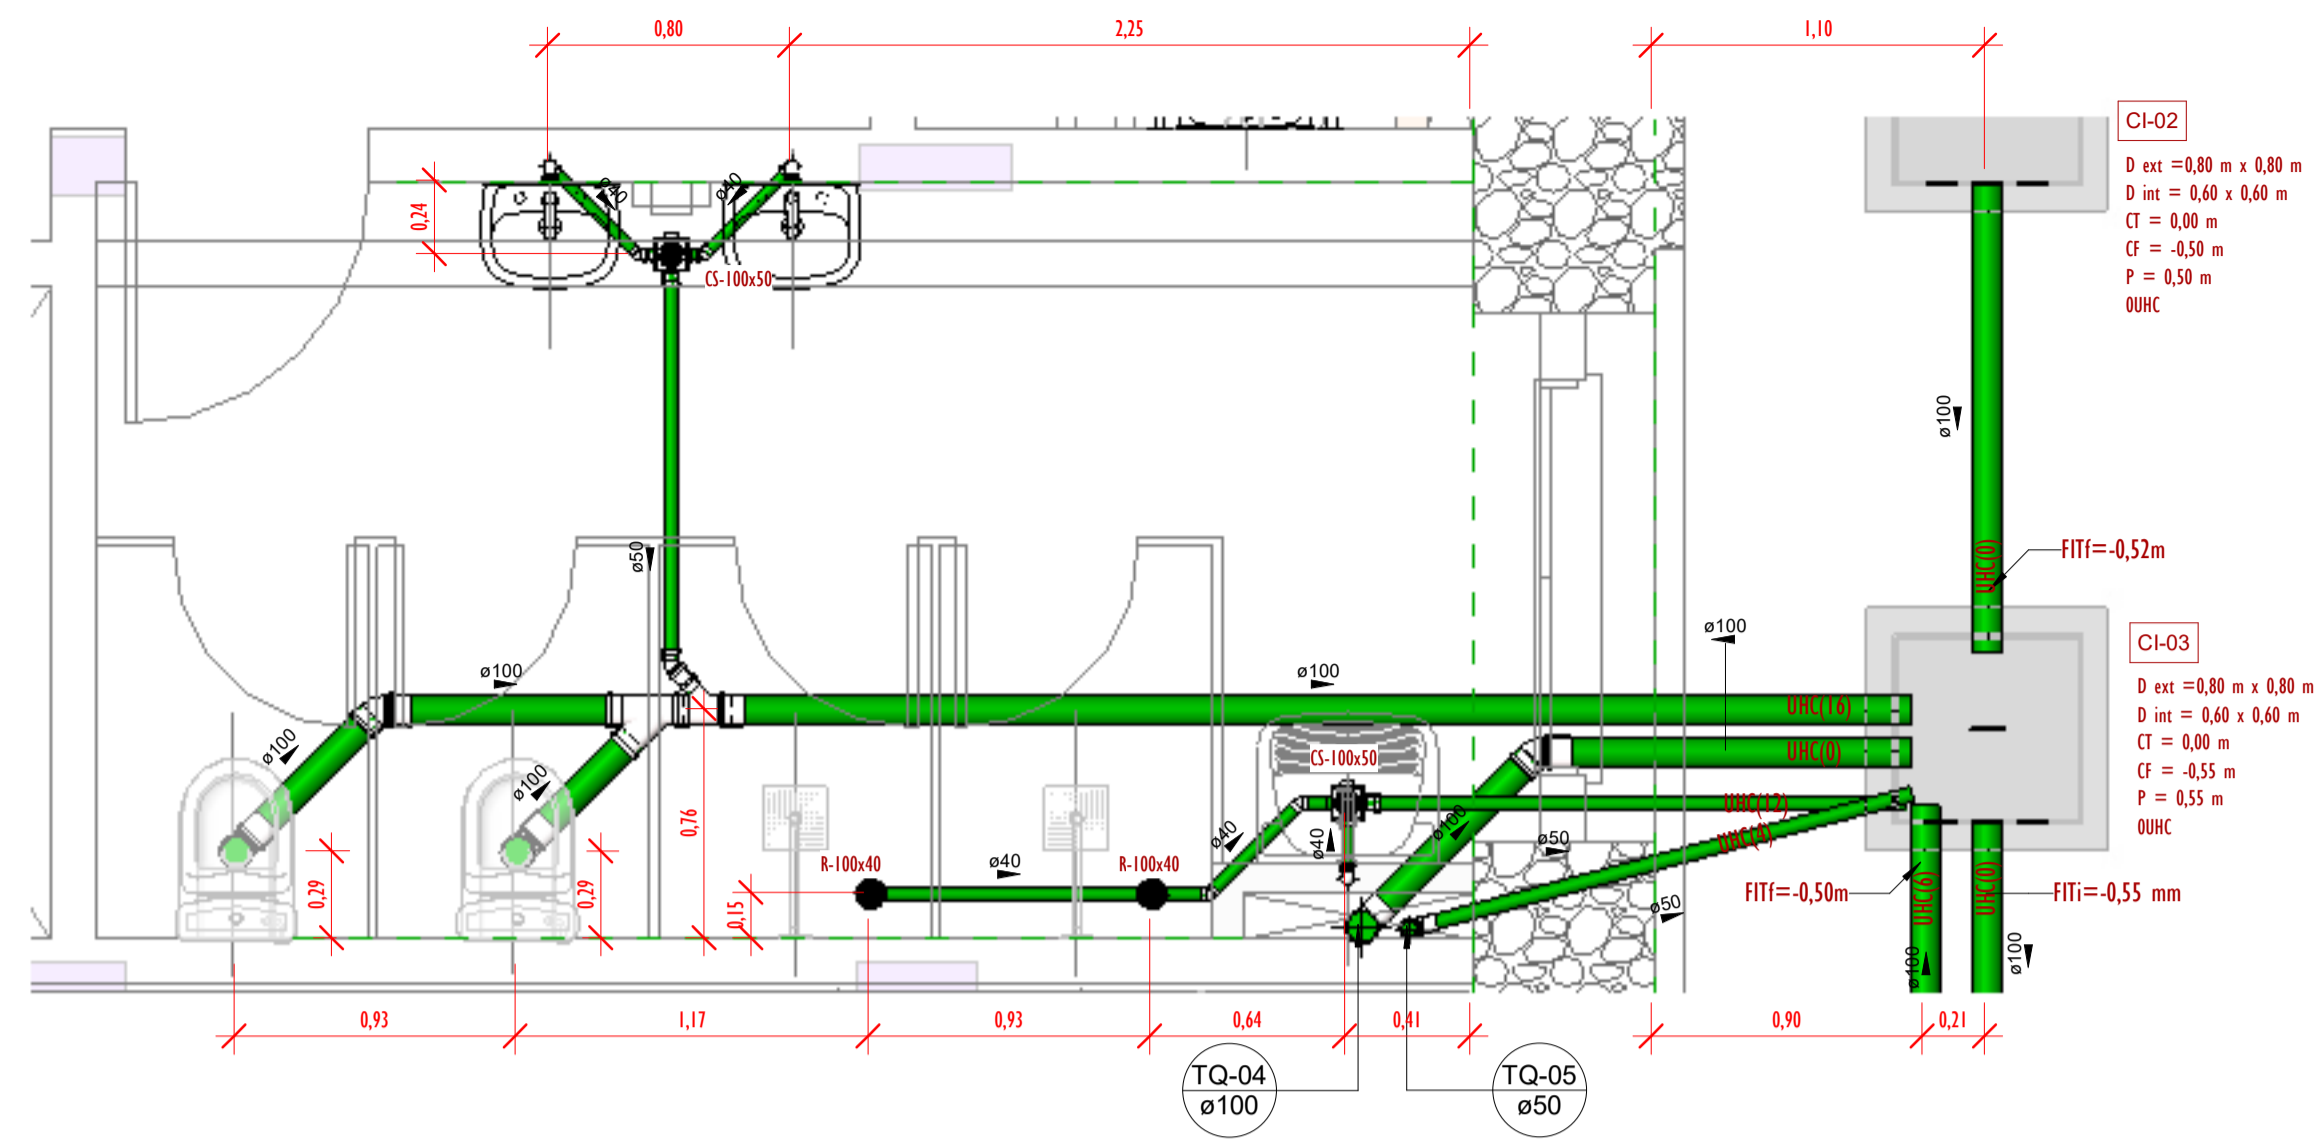 0,80
2,25
1,10
CI-02
D ext =0,80 m x 0,80 m
D int = 0,60 x 0,60 m
CT = 0,00 m
CF = -0,50 m
P = 0,50 m
0UHC
ø40
ø40
0,24
CS-100x50
ø100
ø50
UHC(0)
FITf=-0,52m
CI-03
D ext =0,80 m x 0,80 m
D int = 0,60 x 0,60 m
CT = 0,00 m
CF = -0,55 m
P = 0,55 m
0UHC
ø100
ø100
ø100
UHC(16)
ø100
ø100
UHC(0)
CS-100x50
0,76
UHC(12)
ø100
ø40
ø40
UHC(4)
ø50
R-100x40
ø40
R-100x40
0,29
0,29
0,15
FITf=-0,50m
UHC(6)
UHC(0)
FITi=-0,55 mm
ø50
ø100
ø100
0,93
1,17
0,93
0,64
0,41
0,90
0,21
TQ-04
ø100
TQ-05
ø50